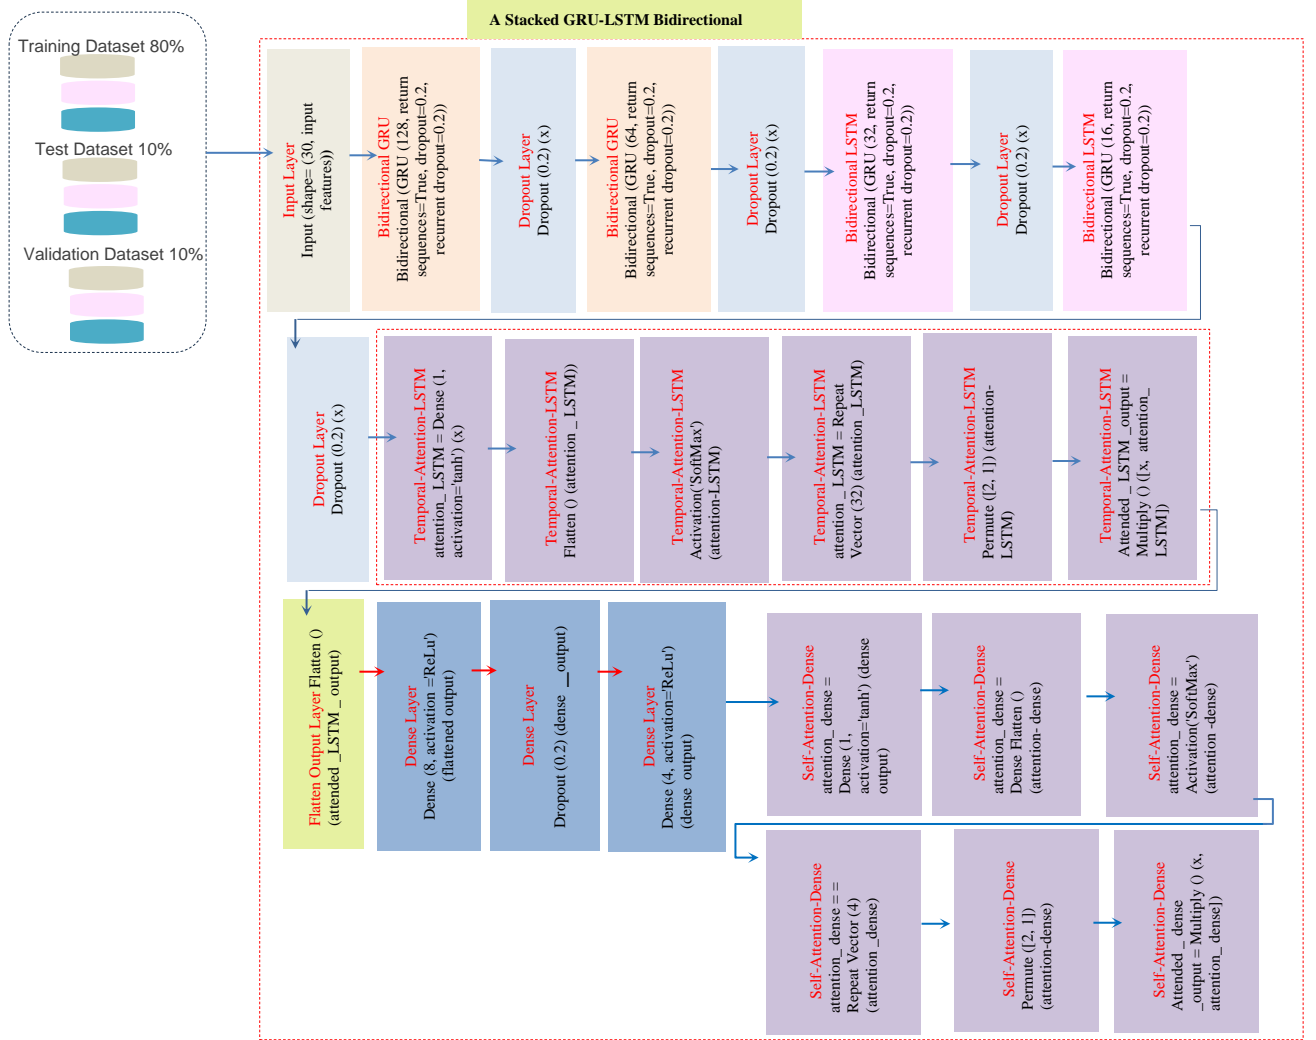 A Stacked GRU-LSTM Bidirectional
Training Dataset 80%
Test Dataset 10%
Validation Dataset 10%
Input Layer
Input (shape= (30, input
features))
Bidirectional GRU
Bidirectional (GRU (128, return
sequences=True, dropout=0.2,
recurrent dropout=0.2))
Dropout Layer
Dropout (0.2) (x)
Bidirectional GRU
Bidirectional (GRU (64, return
sequences=True, dropout=0.2,
recurrent dropout=0.2))
Dropout Layer
Dropout (0.2) (x)
Bidirectional LSTM
Bidirectional (GRU (32, return
sequences=True, dropout=0.2,
recurrent dropout=0.2))
Dropout Layer
Dropout (0.2) (x)
Bidirectional LSTM
Bidirectional (GRU (16, return
sequences=True, dropout=0.2,
recurrent dropout=0.2))
Dropout Layer
Dropout (0.2) (x)
Temporal-Attention-LSTM
attention_ LSTM = Dense (1,
activation='tanh') (x)
Temporal-Attention-LSTM
Flatten () (attention _ LSTM))
Temporal-Attention-LSTM
Activation('SoftMax')
(attention-LSTM)
Temporal-Attention-LSTM
attention _ LSTM = Repeat
Vector (32) (attention _LSTM)
Temporal-Attention-LSTM
Permute ([2, 1]) (attention-
LSTM)
Temporal-Attention-LSTM
Attended _ LSTM _output =
Multiply () ([x, attention_
LSTM])
Flatten Output Layer Flatten ()
(attended _LSTM _ output)
Dense Layer
Dense (8, activation ='ReLu')
(flattened output)
Dense Layer
Dropout (0.2) (dense __output)
Dense Layer
Dense (4, activation='ReLu')
(dense output)
Self-Attention-Dense
attention_ dense =
Dense (1,
activation='tanh') (dense
output)
Self-Attention-Dense
attention_ dense =
Dense Flatten ()
(attention- dense)
Self-Attention-Dense
attention_ dense =
Activation('SoftMax')
(attention -dense)
Self-Attention-Dense
attention_ dense = =
Repeat Vector (4)
(attention _dense)
Self-Attention-Dense
Permute ([2, 1])
(attention-dense)
Self-Attention-Dense
Attended _ dense
_output = Multiply () (x,
attention_ dense])